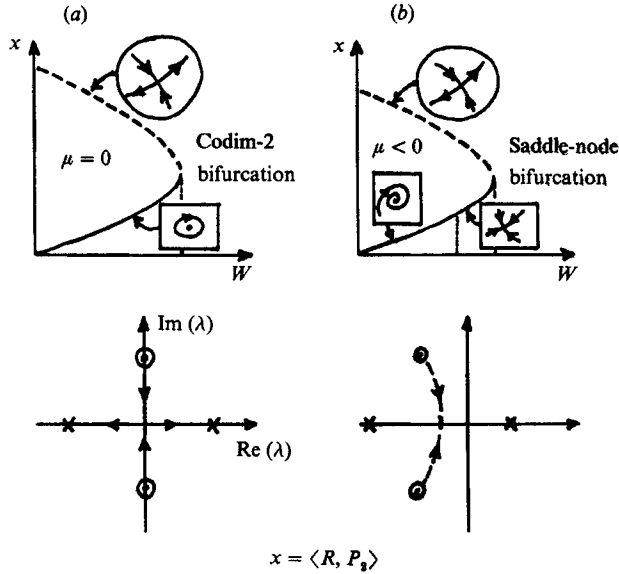 (a)
x
μ = 0
Codim-2
bifurcation
W
(b)
x
μ < 0
Saddle-node
bifurcation
W
Im (λ)
Re (λ)
x = ⟨R, P₂⟩